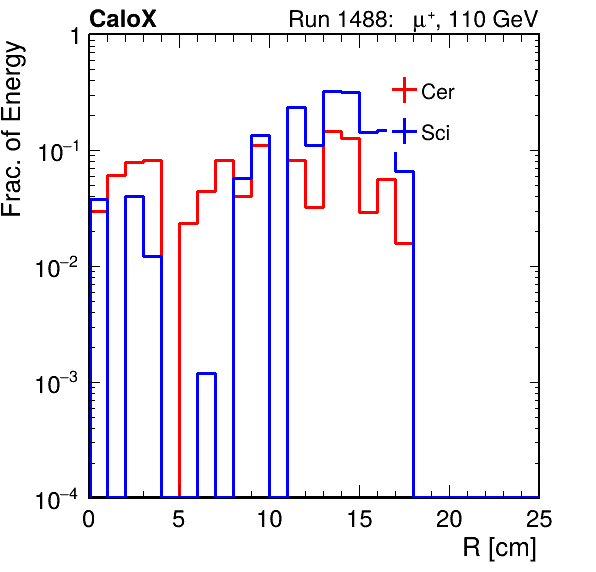 CaloX Run 1488: μ⁺, 110 GeV
Frac. of Energy
1
10⁻¹
10⁻²
10⁻³
10⁻⁴
Cer
Sci
0 5 10 15 20 25
R [cm]